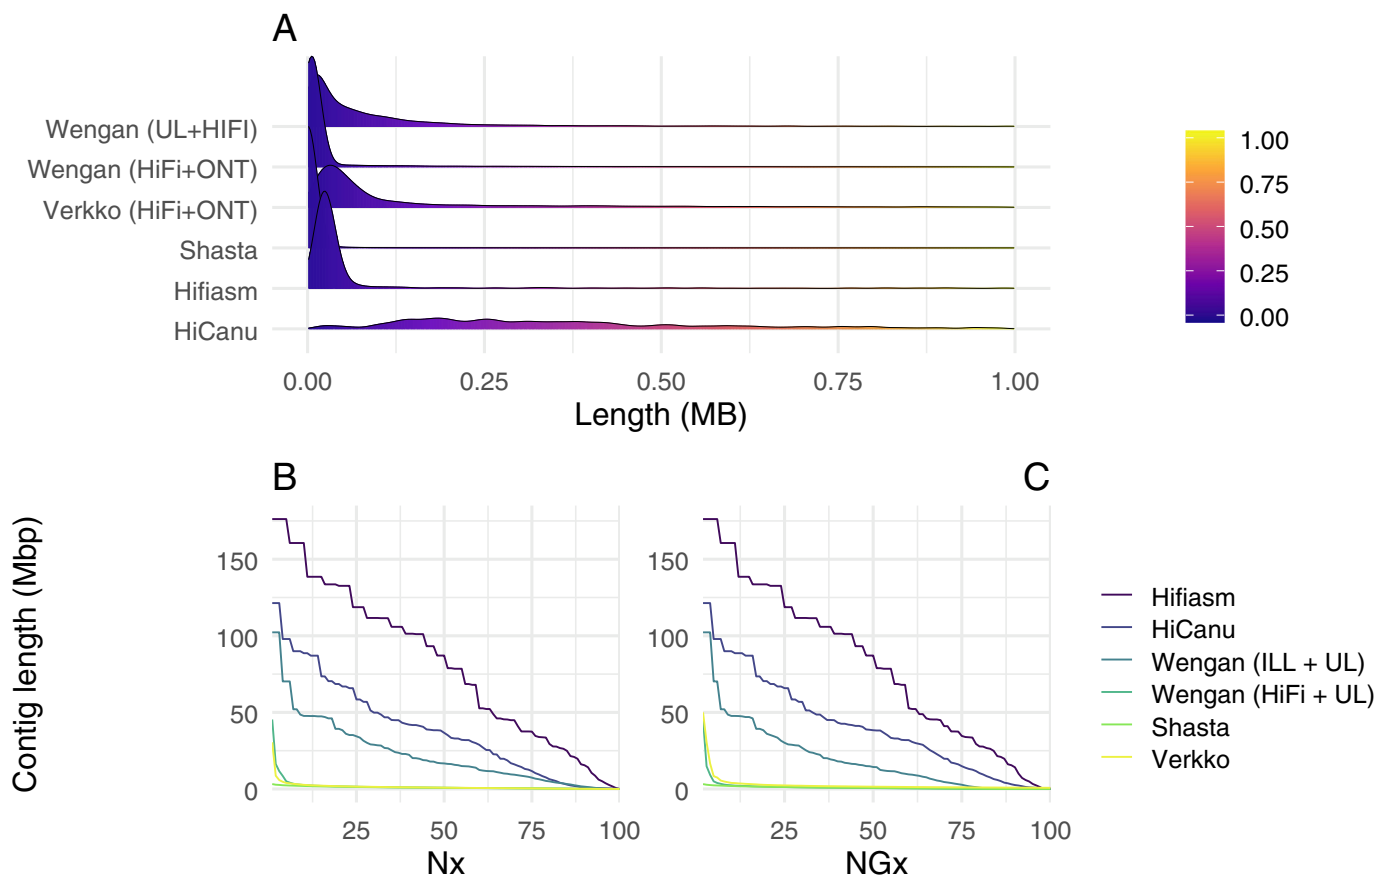 A
Wengan (UL+HIFI)
Wengan (HiFi+ONT)
Verkko (HiFi+ONT)
Shasta
Hifiasm
HiCanu
0.00 0.25 0.50 0.75 1.00
Length (MB)
1.00
0.75
0.50
0.25
0.00
B
C
Contig length (Mbp)
150
100
50
0
25 50 75 100
Nx
150
100
50
0
25 50 75 100
NGx
Hifiasm
HiCanu
Wengan (ILL + UL)
Wengan (HiFi + UL)
Shasta
Verkko